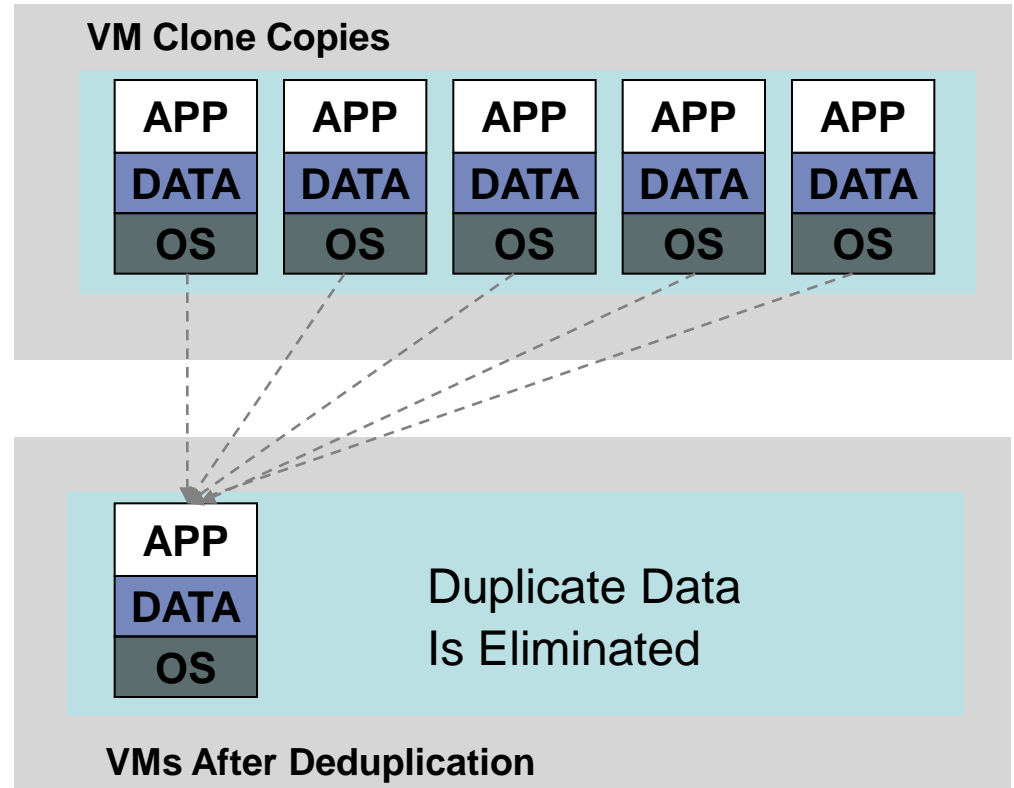 VM Clone Copies
APP APP APP APP APP
DATA DATA DATA DATA DATA
OS OS OS OS OS
APP
DATA
OS
Duplicate Data
Is Eliminated
VMs After Deduplication